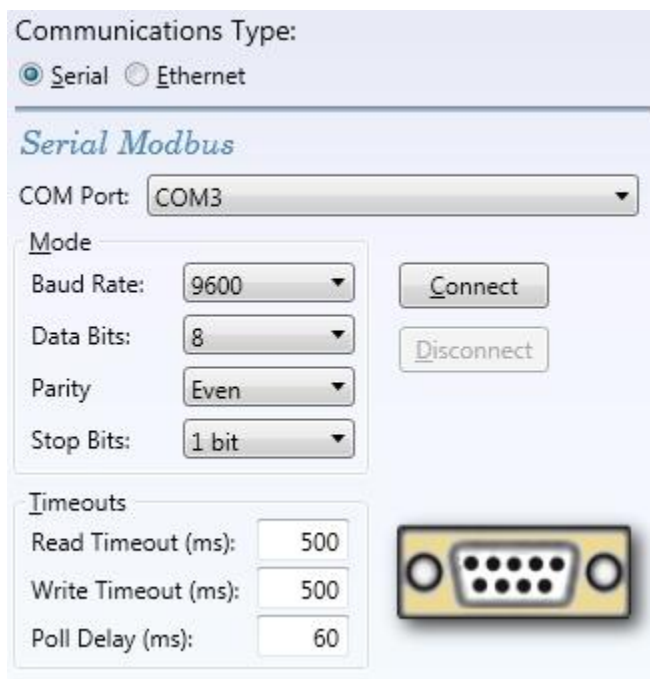 Communications Type:
Serial Ethernet
Serial Modbus
COM Port: COM3
Mode
Baud Rate: 9600 Connect
Data Bits: 8 Disconnect
Parity Even
Stop Bits: 1 bit
Timeouts
Read Timeout (ms): 500
Write Timeout (ms): 500
Poll Delay (ms): 60